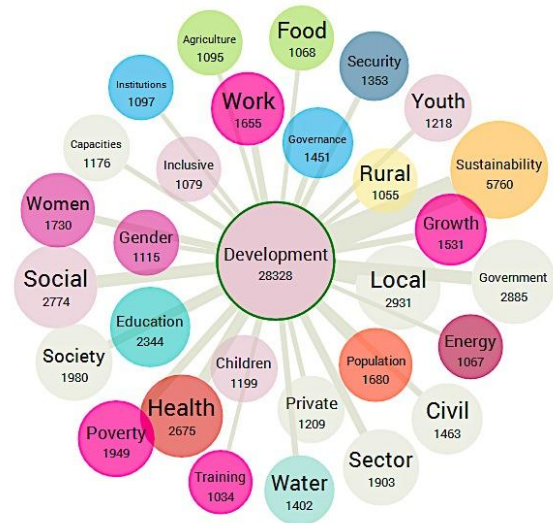 Food
1068
Agriculture
1095
Security
1353
Institutions
1097
Work
1655
Youth
1218
Governance
1451
Capacities
1176
Inclusive
1079
Rural
1055
Sustainability
5760
Women
1730
Gender
1115
Growth
1531
Development
28328
Social
2774
Local
2931
Government
2885
Education
2344
Energy
1067
Society
1980
Children
1199
Population
1680
Health
2675
Private
1209
Civil
1463
Poverty
1949
Sector
1903
Training
1034
Water
1402